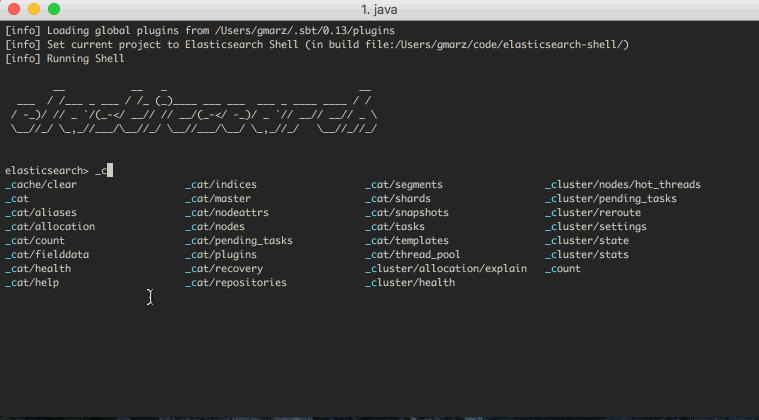 1. java
[info] Loading global plugins from /Users/gmarz/.sbt/0.13/plugins
[info] Set current project to Elasticsearch Shell (in build file:/Users/gmarz/code/elasticsearch-shell/)
[info] Running Shell
elasticsearch> _c
_cache/clear _cat/indices _cat/segments _cluster/nodes/hot_threads
_cat _cat/master _cat/shards _cluster/pending_tasks
_cat/aliases _cat/nodeattrs _cat/snapshots _cluster/reroute
_cat/allocation _cat/nodes _cat/tasks _cluster/settings
_cat/count _cat/pending_tasks _cat/templates _cluster/state
_cat/fielddata _cat/plugins _cat/thread_pool _cluster/stats
_cat/health _cat/recovery _cluster/allocation/explain _count
_cat/help _cat/repositories _cluster/health